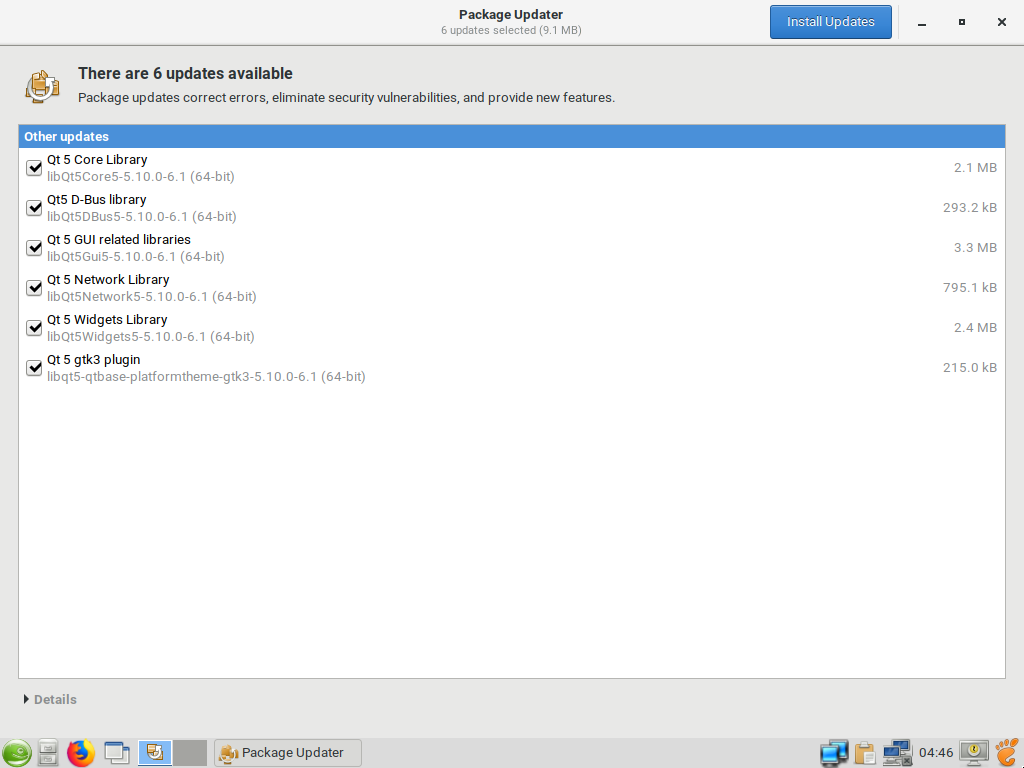 Package Updater
6 updates selected (9.1 MB)
Install Updates
There are 6 updates available
Package updates correct errors, eliminate security vulnerabilities, and provide new features.
Other updates
Qt 5 Core Library
libQt5Core5-5.10.0-6.1 (64-bit)
2.1 MB
Qt5 D-Bus library
libQt5DBus5-5.10.0-6.1 (64-bit)
293.2 kB
Qt 5 GUI related libraries
libQt5Gui5-5.10.0-6.1 (64-bit)
3.3 MB
Qt 5 Network Library
libQt5Network5-5.10.0-6.1 (64-bit)
795.1 kB
Qt 5 Widgets Library
libQt5Widgets5-5.10.0-6.1 (64-bit)
2.4 MB
Qt 5 gtk3 plugin
libqt5-qtbase-platformtheme-gtk3-5.10.0-6.1 (64-bit)
215.0 kB
Details
Package Updater
04:46